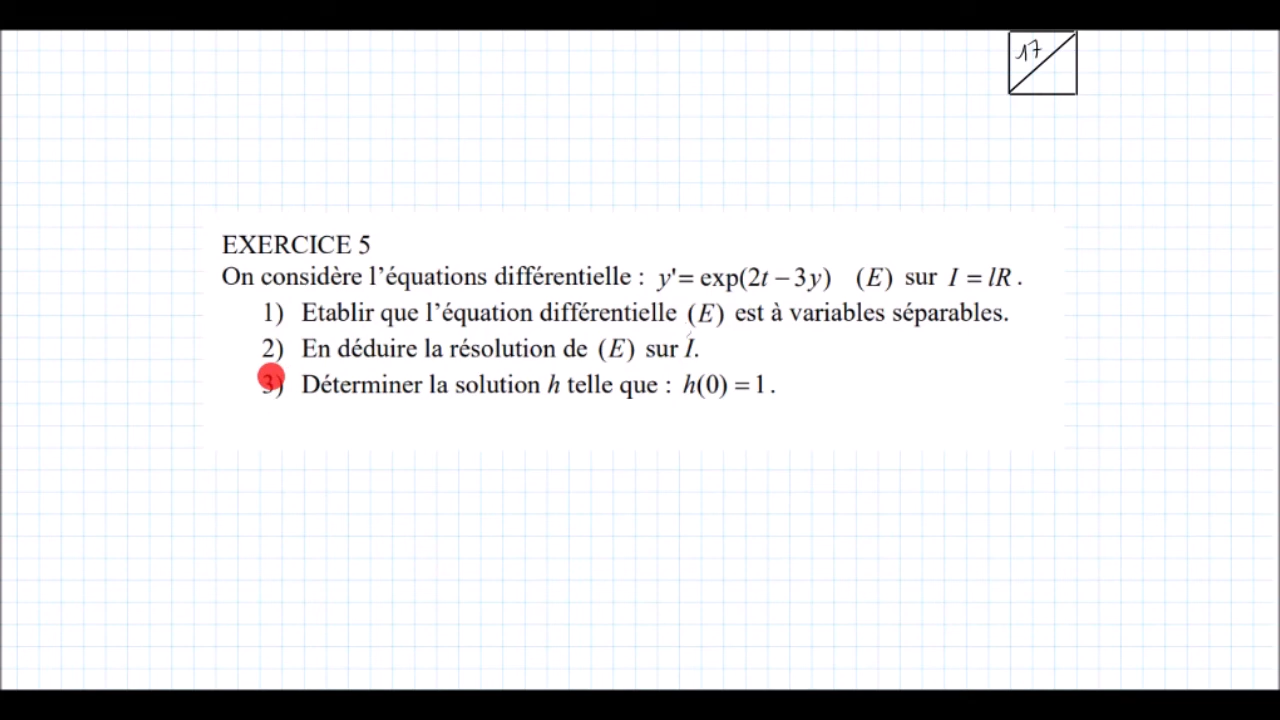 17
EXERCICE 5
On considère l’équations différentielle : y'= exp(2t − 3y) (E) sur I = lR .
1) Etablir que l’équation différentielle (E) est à variables séparables.
2) En déduire la résolution de (E) sur I.
3) Déterminer la solution h telle que : h(0) = 1 .